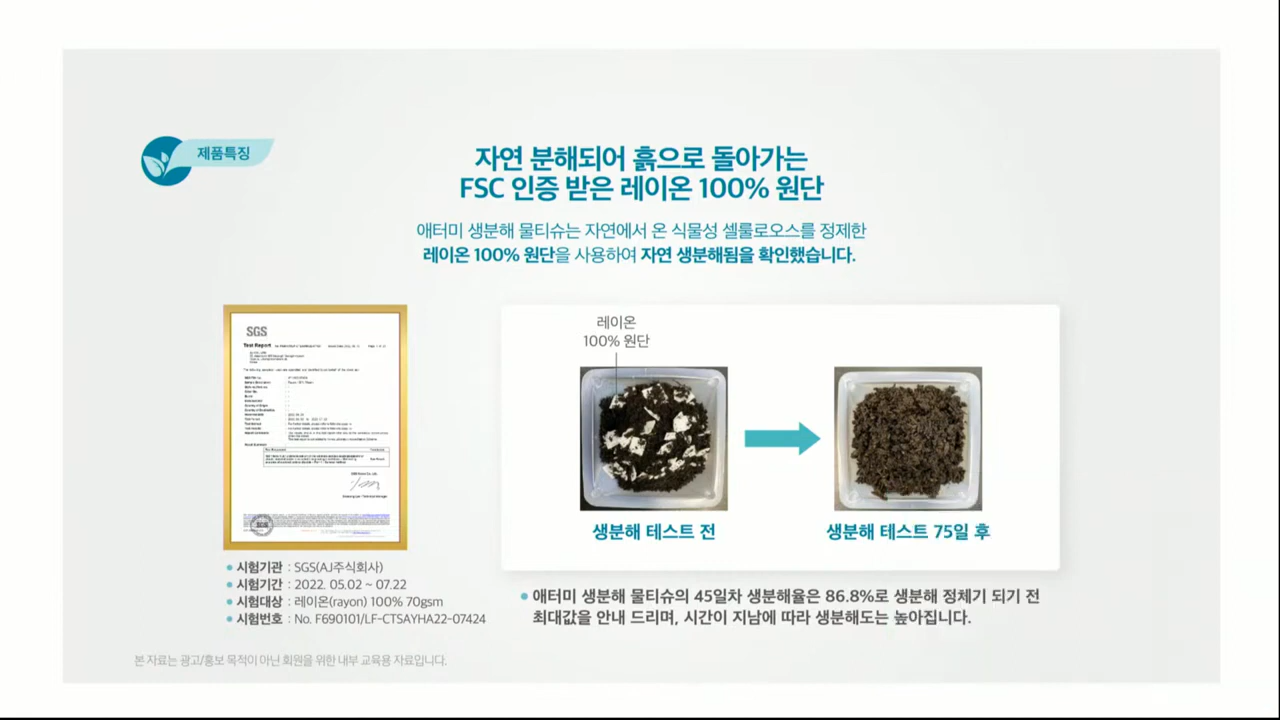 제품특징
자연 분해되어 흙으로 돌아가는
FSC 인증 받은 레이온 100% 원단
애터미 생분해 물티슈는 자연에서 온 식물성 셀룰로오스를 정제한
레이온 100% 원단을 사용하여 자연 생분해됨을 확인했습니다.
SGS
Test Report
레이온
100% 원단
생분해 테스트 전
생분해 테스트 75일 후
• 시험기관 : SGS(AJ주식회사)
• 시험기간 : 2022. 05.02 ~ 07.22
• 시험대상 : 레이온(rayon) 100% 70gsm
• 시험번호 : No. F690101/LF-CTSAYHA22-07424
• 애터미 생분해 물티슈의 45일차 생분해율은 86.8%로 생분해 정체기 되기 전
최대값을 안내 드리며, 시간이 지남에 따라 생분해도는 높아집니다.
본 자료는 광고/홍보 목적이 아닌 회원을 위한 내부 교육용 자료입니다.